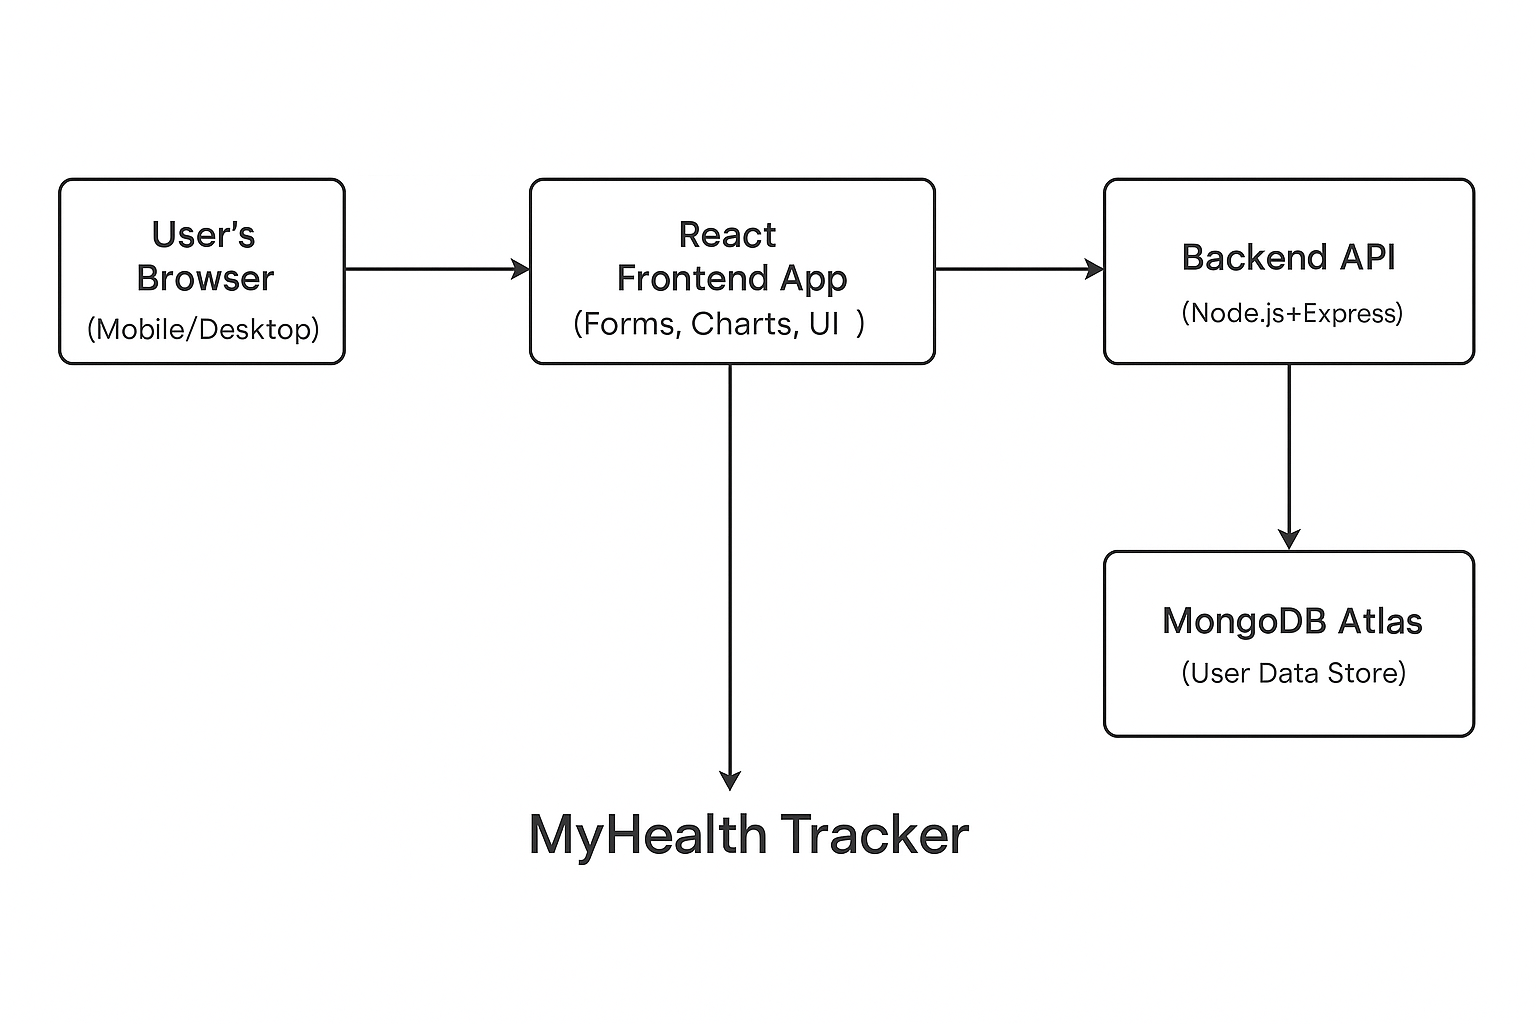 User’s
Browser
(Mobile/Desktop)
React
Frontend App
(Forms, Charts, UI )
Backend API
(Node.js+Express)
MongoDB Atlas
(User Data Store)
MyHealth Tracker